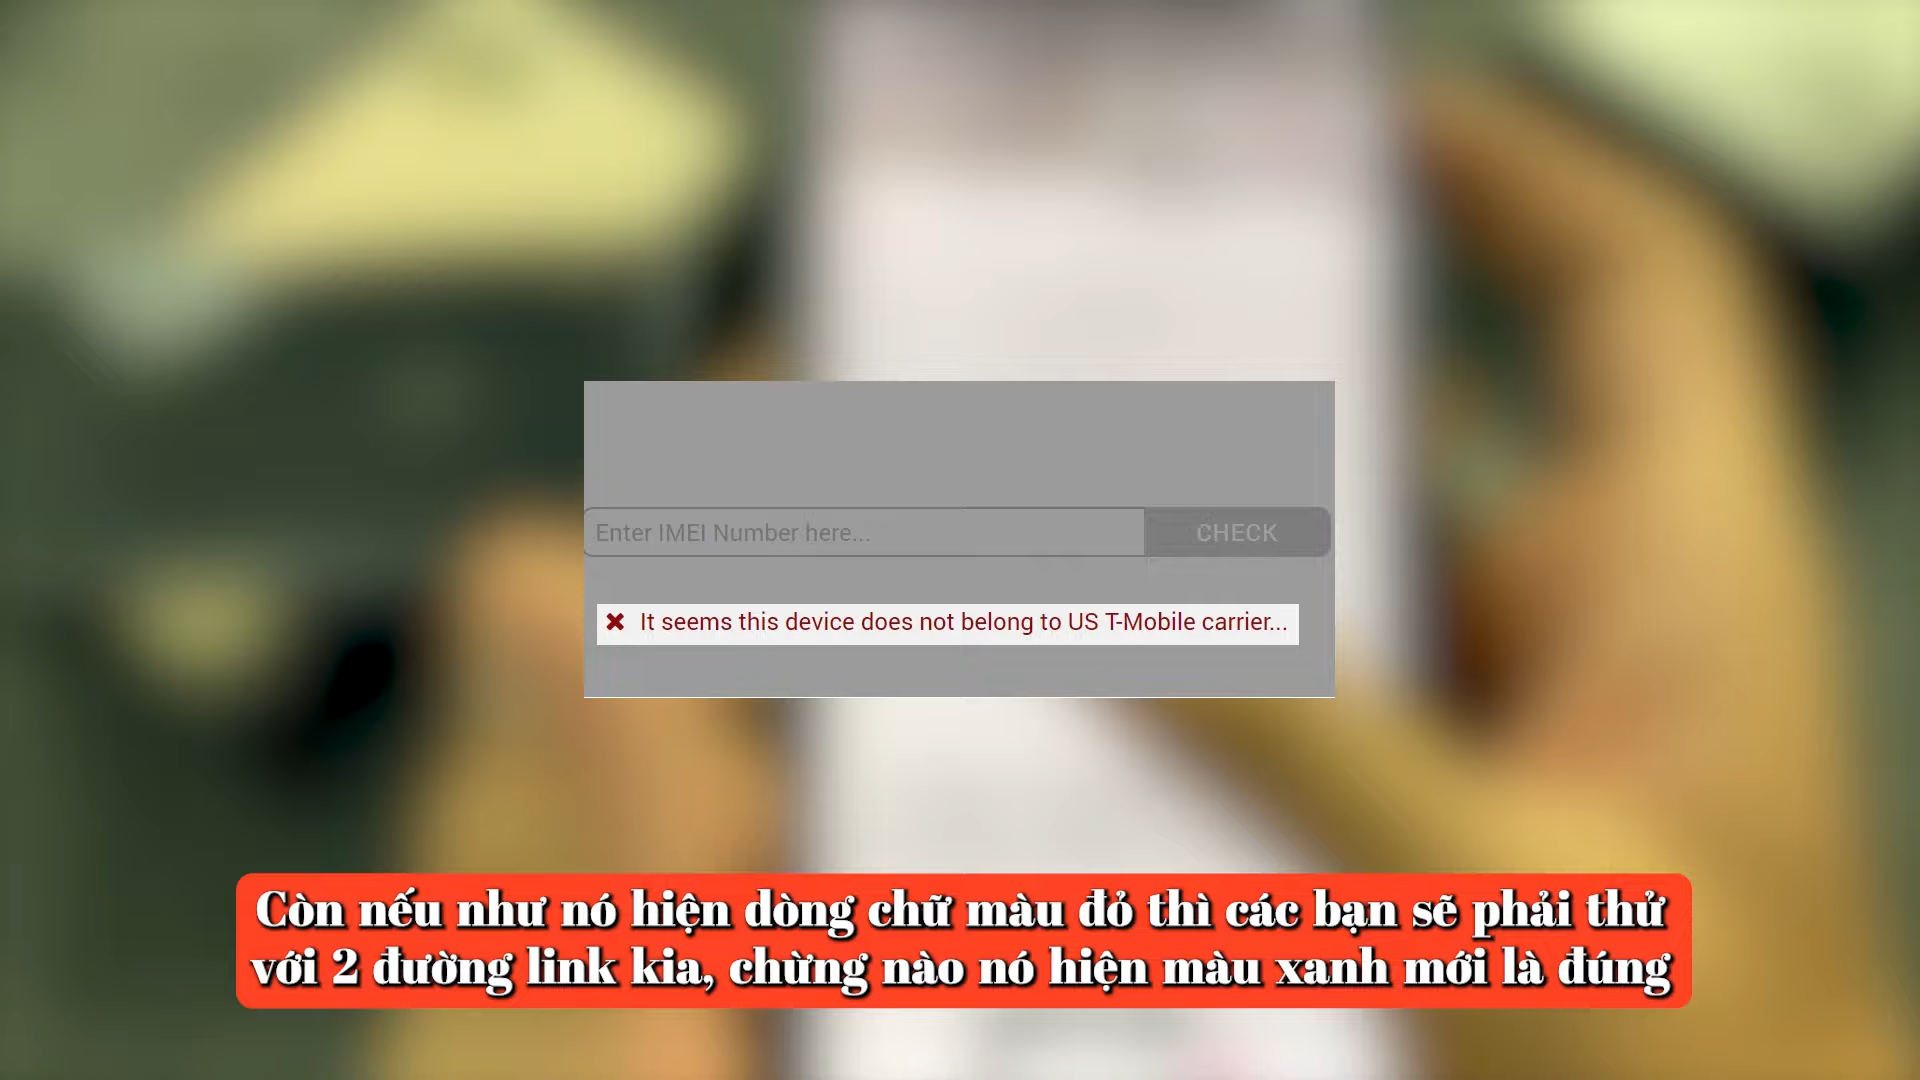 Enter IMEI Number here...
CHECK
✖ It seems this device does not belong to US T-Mobile carrier...
Còn nếu như nó hiện dòng chữ màu đỏ thì các bạn sẽ phải thử
với 2 đường link kia, chừng nào nó hiện màu xanh mới là đúng